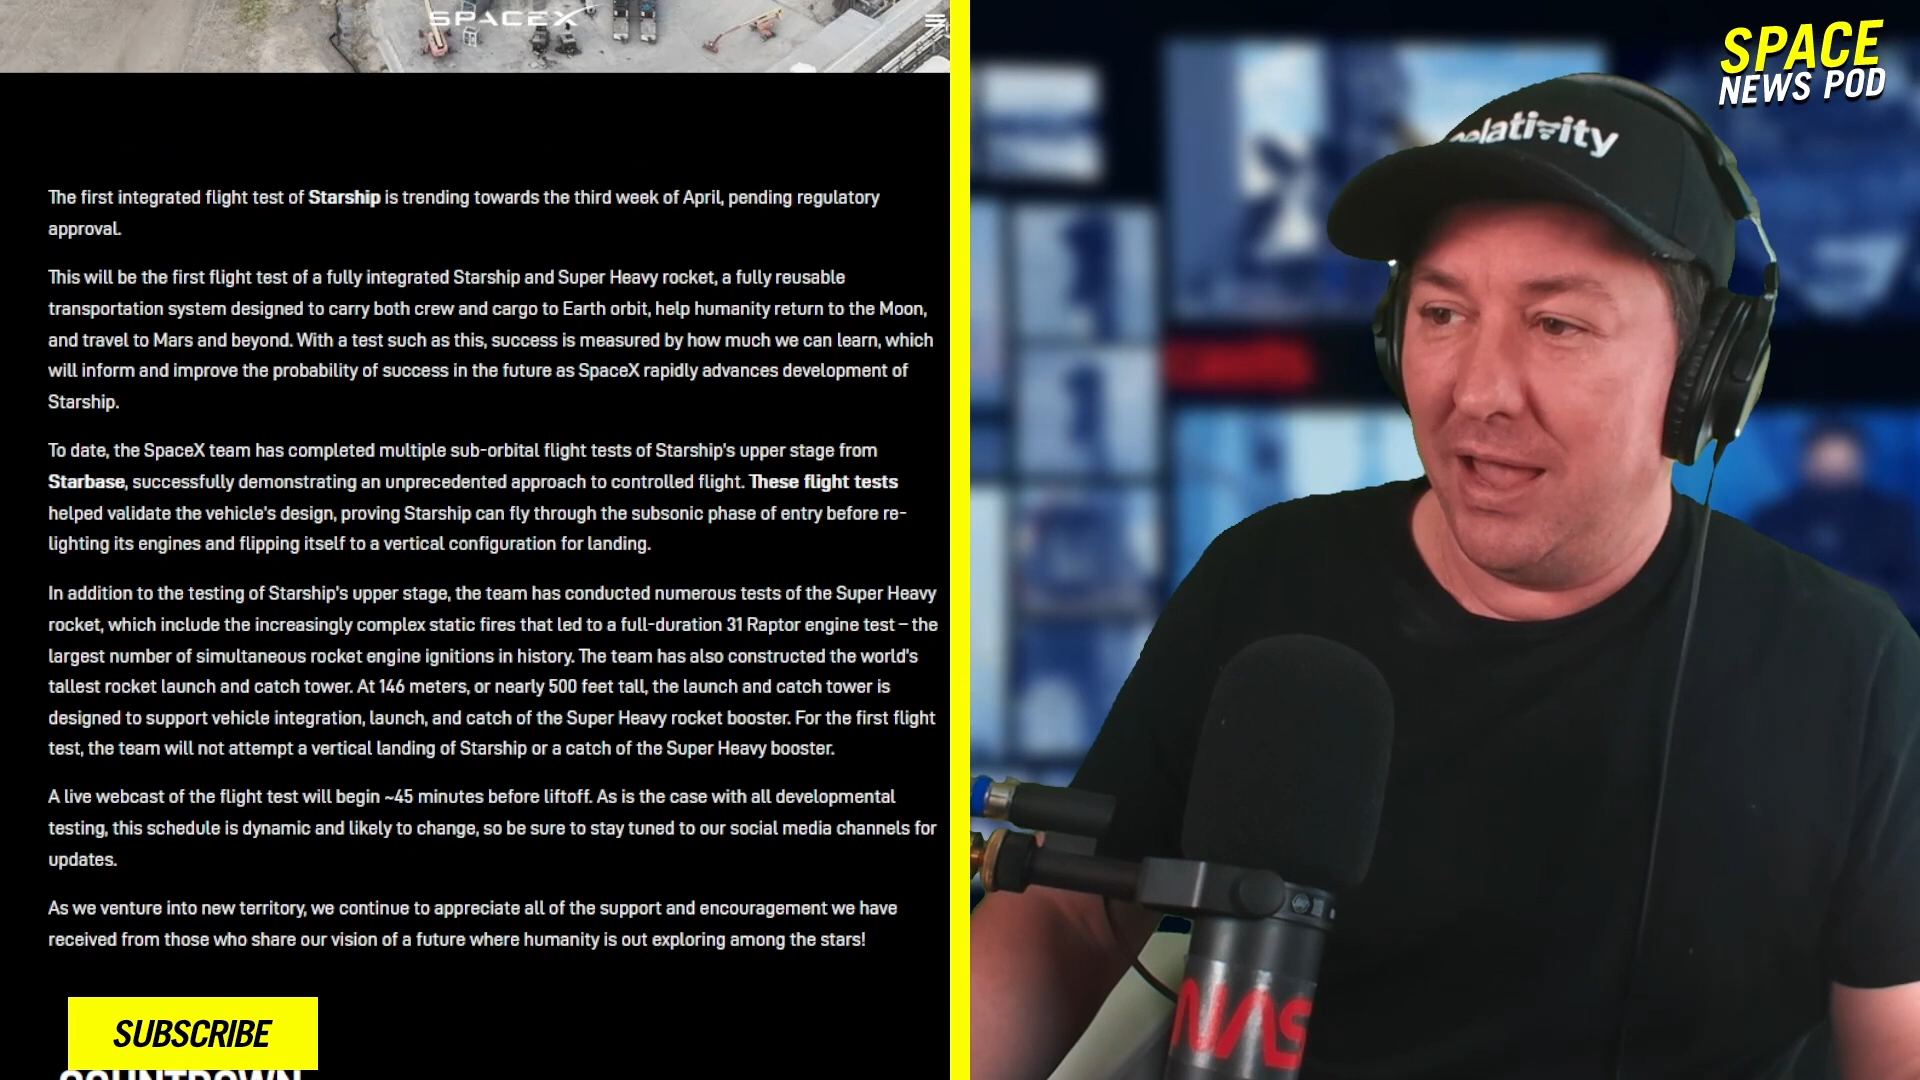 SPACEX
The first integrated flight test of Starship is trending towards the third week of April, pending regulatory
approval.
This will be the first flight test of a fully integrated Starship and Super Heavy rocket, a fully reusable
transportation system designed to carry both crew and cargo to Earth orbit, help humanity return to the Moon,
and travel to Mars and beyond. With a test such as this, success is measured by how much we can learn, which
will inform and improve the probability of success in the future as SpaceX rapidly advances development of
Starship.
To date, the SpaceX team has completed multiple sub-orbital flight tests of Starship's upper stage from
Starbase, successfully demonstrating an unprecedented approach to controlled flight. These flight tests
helped validate the vehicle's design, proving Starship can fly through the subsonic phase of entry before re-
lighting its engines and flipping itself to a vertical configuration for landing.
In addition to the testing of Starship's upper stage, the team has conducted numerous tests of the Super Heavy
rocket, which include the increasingly complex static fires that led to a full-duration 31 Raptor engine test – the
largest number of simultaneous rocket engine ignitions in history. The team has also constructed the world's
tallest rocket launch and catch tower. At 146 meters, or nearly 500 feet tall, the launch and catch tower is
designed to support vehicle integration, launch, and catch of the Super Heavy rocket booster. For the first flight
test, the team will not attempt a vertical landing of Starship or a catch of the Super Heavy booster.
A live webcast of the flight test will begin ~45 minutes before liftoff. As is the case with all developmental
testing, this schedule is dynamic and likely to change, so be sure to stay tuned to our social media channels for
updates.
As we venture into new territory, we continue to appreciate all of the support and encouragement we have
received from those who share our vision of a future where humanity is out exploring among the stars!
SUBSCRIBE
COUNTDOWN
SPACE
NEWS POD
relativity
NAS